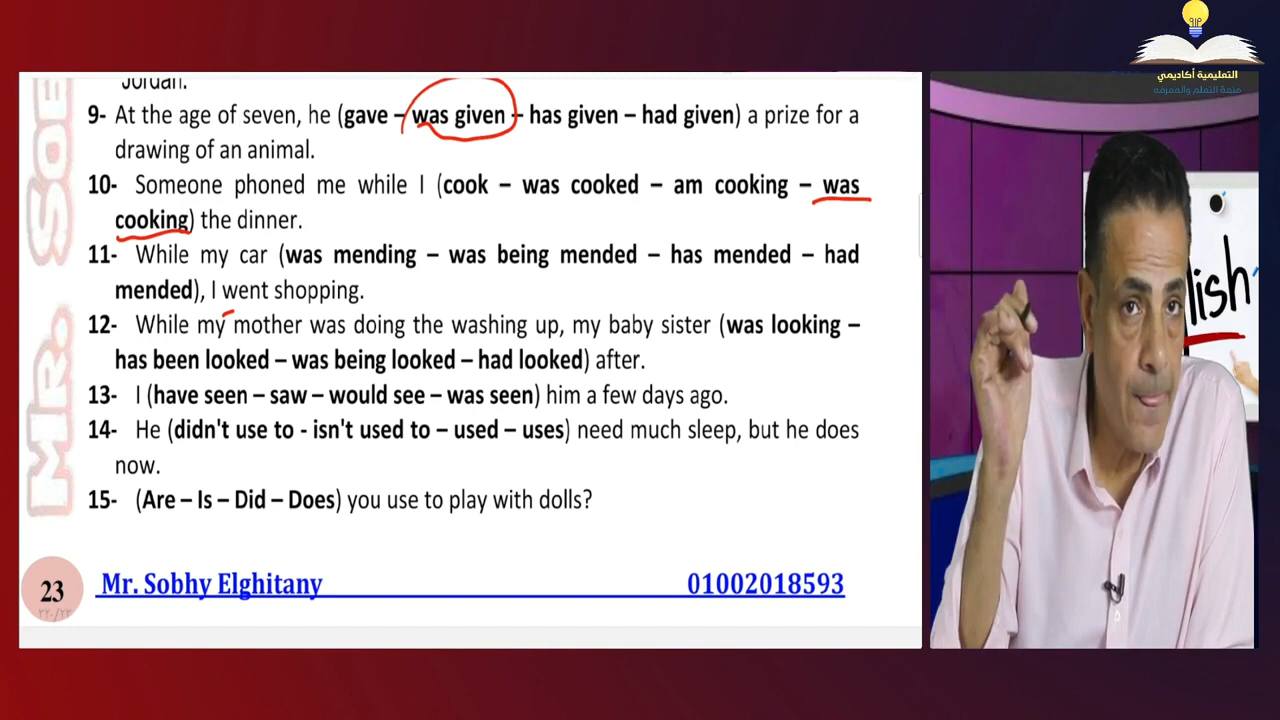 التعليمية أكاديمي
منصة التعلم والمعرفه
Jordan.
9- At the age of seven, he (gave – was given – has given – had given) a prize for a
drawing of an animal.
10- Someone phoned me while I (cook – was cooked – am cooking – was
cooking) the dinner.
11- While my car (was mending – was being mended – has mended – had
mended), I went shopping.
12- While my mother was doing the washing up, my baby sister (was looking –
has been looked – was being looked – had looked) after.
13- I (have seen – saw – would see – was seen) him a few days ago.
14- He (didn't use to - isn't used to – used – uses) need much sleep, but he does
now.
15- (Are – Is – Did – Does) you use to play with dolls?
23
Mr. Sobhy Elghitany 01002018593
MR. SOB
lish